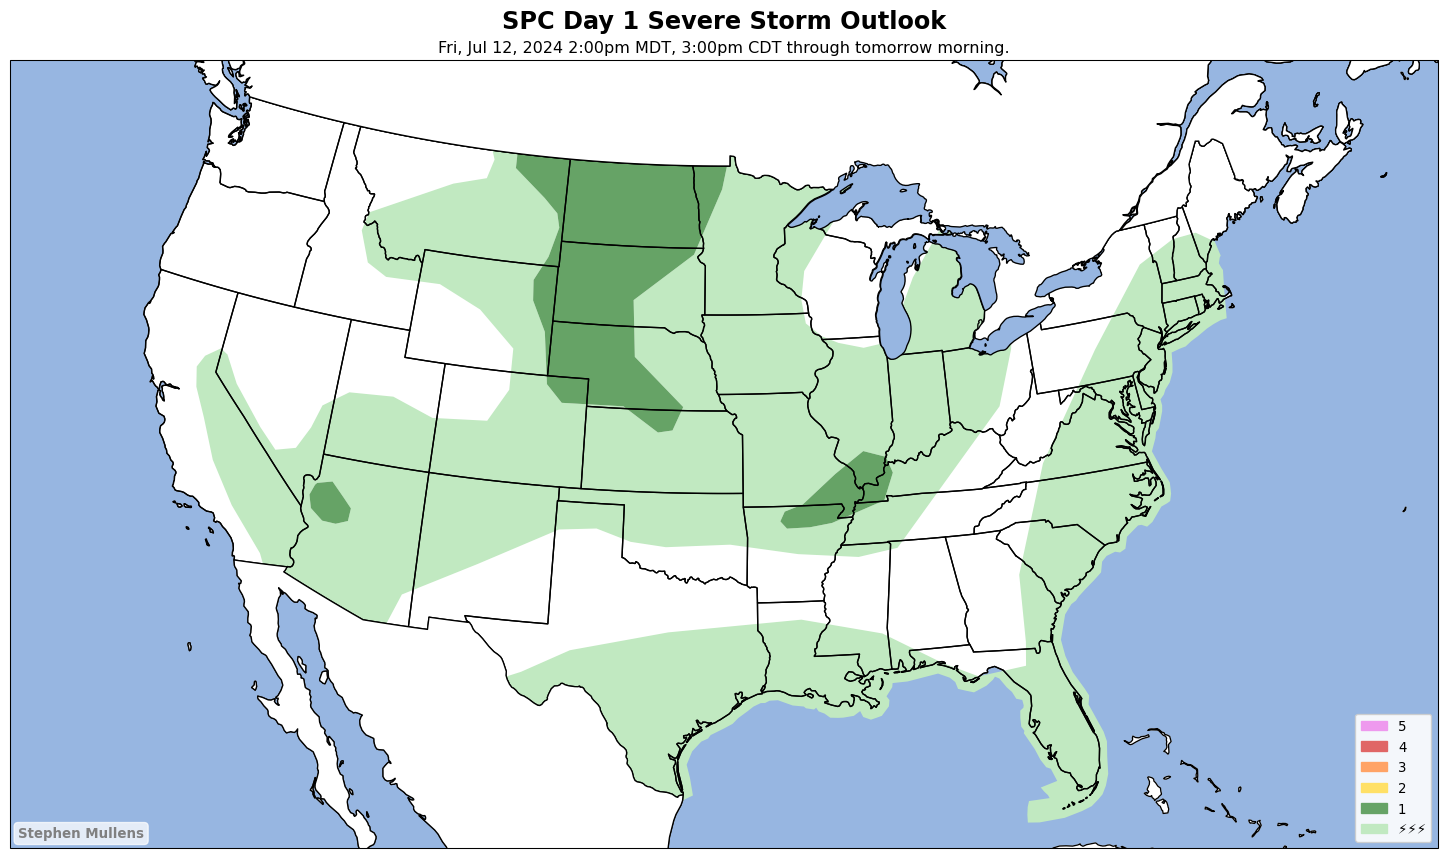 SPC Day 1 Severe Storm Outlook
Fri, Jul 12, 2024 2:00pm MDT, 3:00pm CDT through tomorrow morning.
5
4
3
2
1
⚡⚡⚡
Stephen Mullens